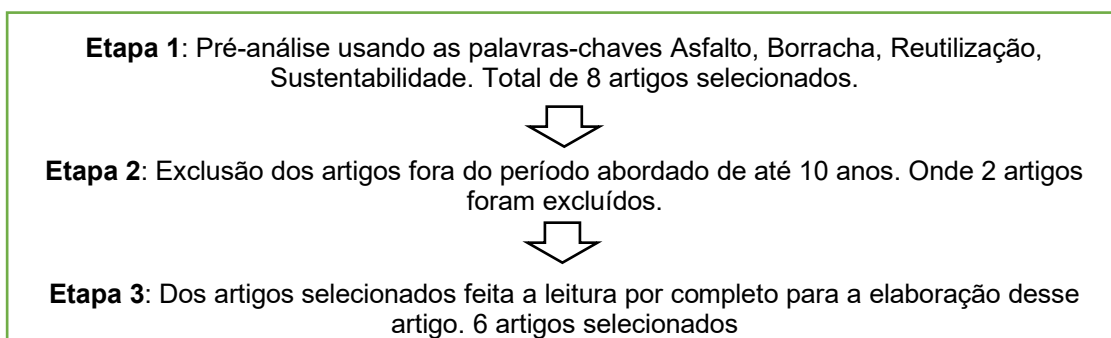 Etapa 1: Pré-análise usando as palavras-chaves Asfalto, Borracha, Reutilização,
Sustentabilidade. Total de 8 artigos selecionados.
Etapa 2: Exclusão dos artigos fora do período abordado de até 10 anos. Onde 2 artigos
foram excluídos.
Etapa 3: Dos artigos selecionados feita a leitura por completo para a elaboração desse
artigo. 6 artigos selecionados